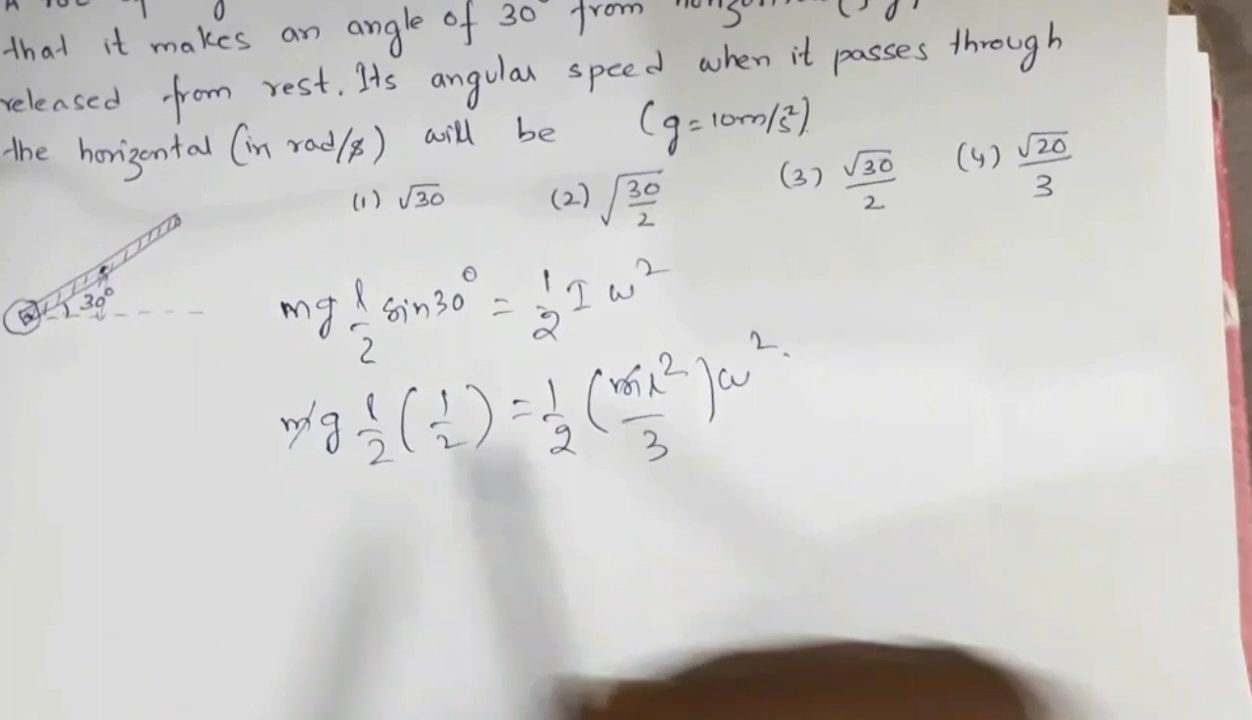 angle of 30° from
that it makes an
released from rest. Its angular speed when it passes through
the horizental (in rad/s) will be (g=10m/s²)
(1) √30 (2) √(30/2) (3) √30/2 (4) √20/3
30°
mg l/2 sin30° = 1/2 I ω²
mg l/2 (1/2) = 1/2 (ml²/3) ω².